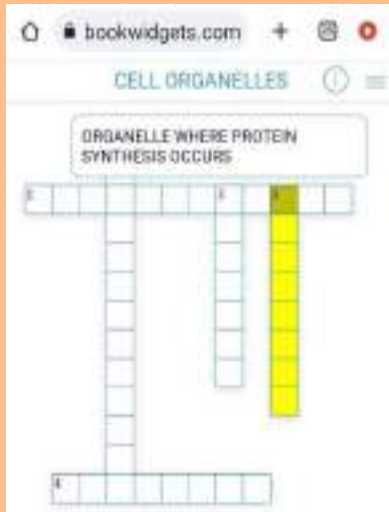 bookwidgets.com
CELL ORGANELLES
ORGANELLE WHERE PROTEIN
SYNTHESIS OCCURS